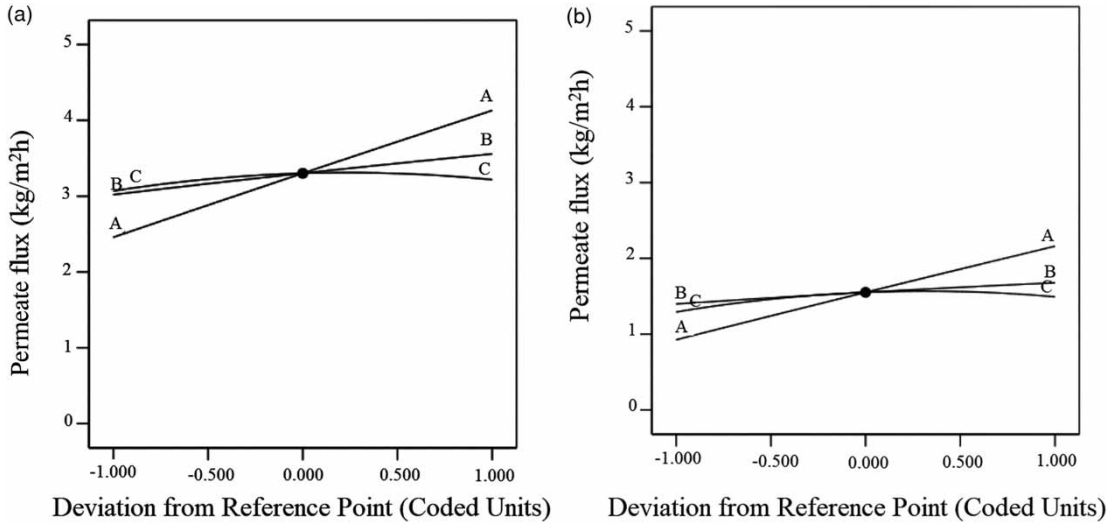 (a)
Permeate flux (kg/m²h)
5
4
3
2
1
0
A
B
C
B
C
A
-1.000
-0.500
0.000
0.500
1.000
Deviation from Reference Point (Coded Units)
(b)
Permeate flux (kg/m²h)
5
4
3
2
1
0
A
B
C
B
C
A
-1.000
-0.500
0.000
0.500
1.000
Deviation from Reference Point (Coded Units)